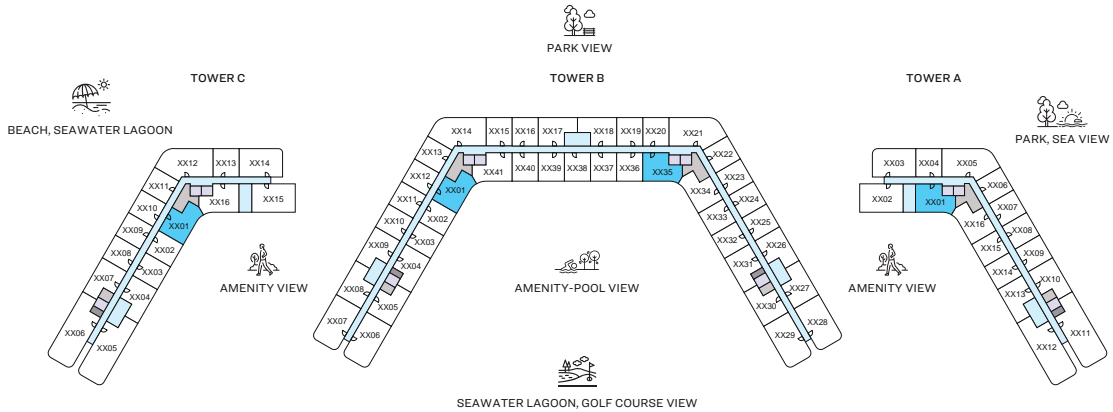 PARK VIEW
TOWER C
TOWER B
TOWER A
BEACH, SEAWATER LAGOON
PARK, SEA VIEW
XX12
XX13
XX14
XX11
XX10
XX09
XX08
XX07
XX06
XX01
XX16
XX15
XX02
XX03
XX04
XX05
XX14
XX15
XX16
XX17
XX18
XX19
XX20
XX21
XX13
XX12
XX11
XX10
XX09
XX08
XX07
XX41
XX40
XX39
XX38
XX37
XX36
XX35
XX01
XX02
XX03
XX04
XX05
XX06
XX22
XX23
XX24
XX25
XX26
XX27
XX28
XX34
XX33
XX32
XX31
XX30
XX29
XX03
XX04
XX05
XX02
XX01
XX06
XX07
XX08
XX09
XX10
XX11
XX16
XX15
XX14
XX13
XX12
AMENITY VIEW
AMENITY-POOL VIEW
AMENITY VIEW
SEAWATER LAGOON, GOLF COURSE VIEW